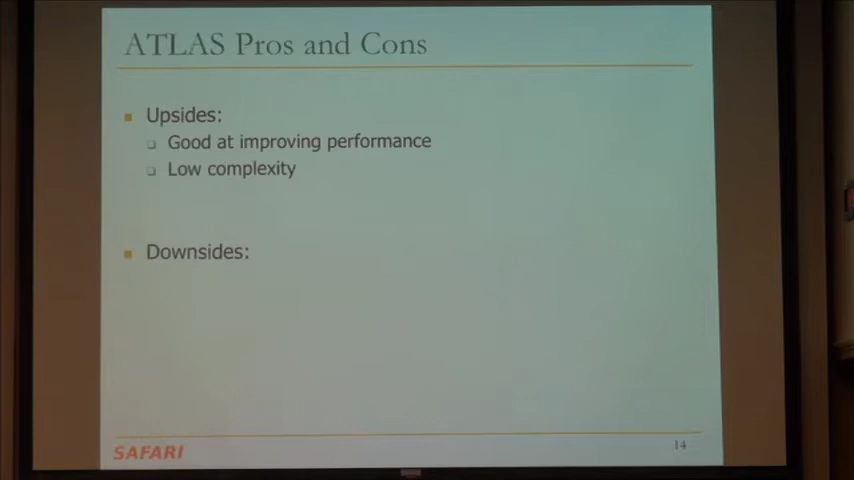 ATLAS Pros and Cons
Upsides:
Good at improving performance
Low complexity
Downsides:
SAFARI
14